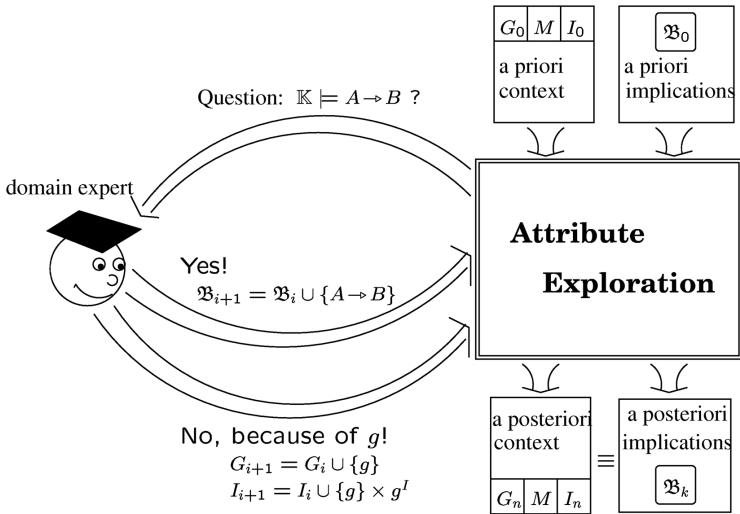 G₀ M I₀
𝔅₀
a priori
context
a priori
implications
Question: 𝕂 ⊨ A→B ?
domain expert
Attribute
Exploration
Yes!
𝔅ᵢ₊₁ = 𝔅ᵢ ∪ {A→B}
No, because of g!
Gᵢ₊₁ = Gᵢ ∪ {g}
Iᵢ₊₁ = Iᵢ ∪ {g} × gᴵ
a posteriori
context
Gₙ M Iₙ
≡
a posteriori
implications
𝔅ₖ